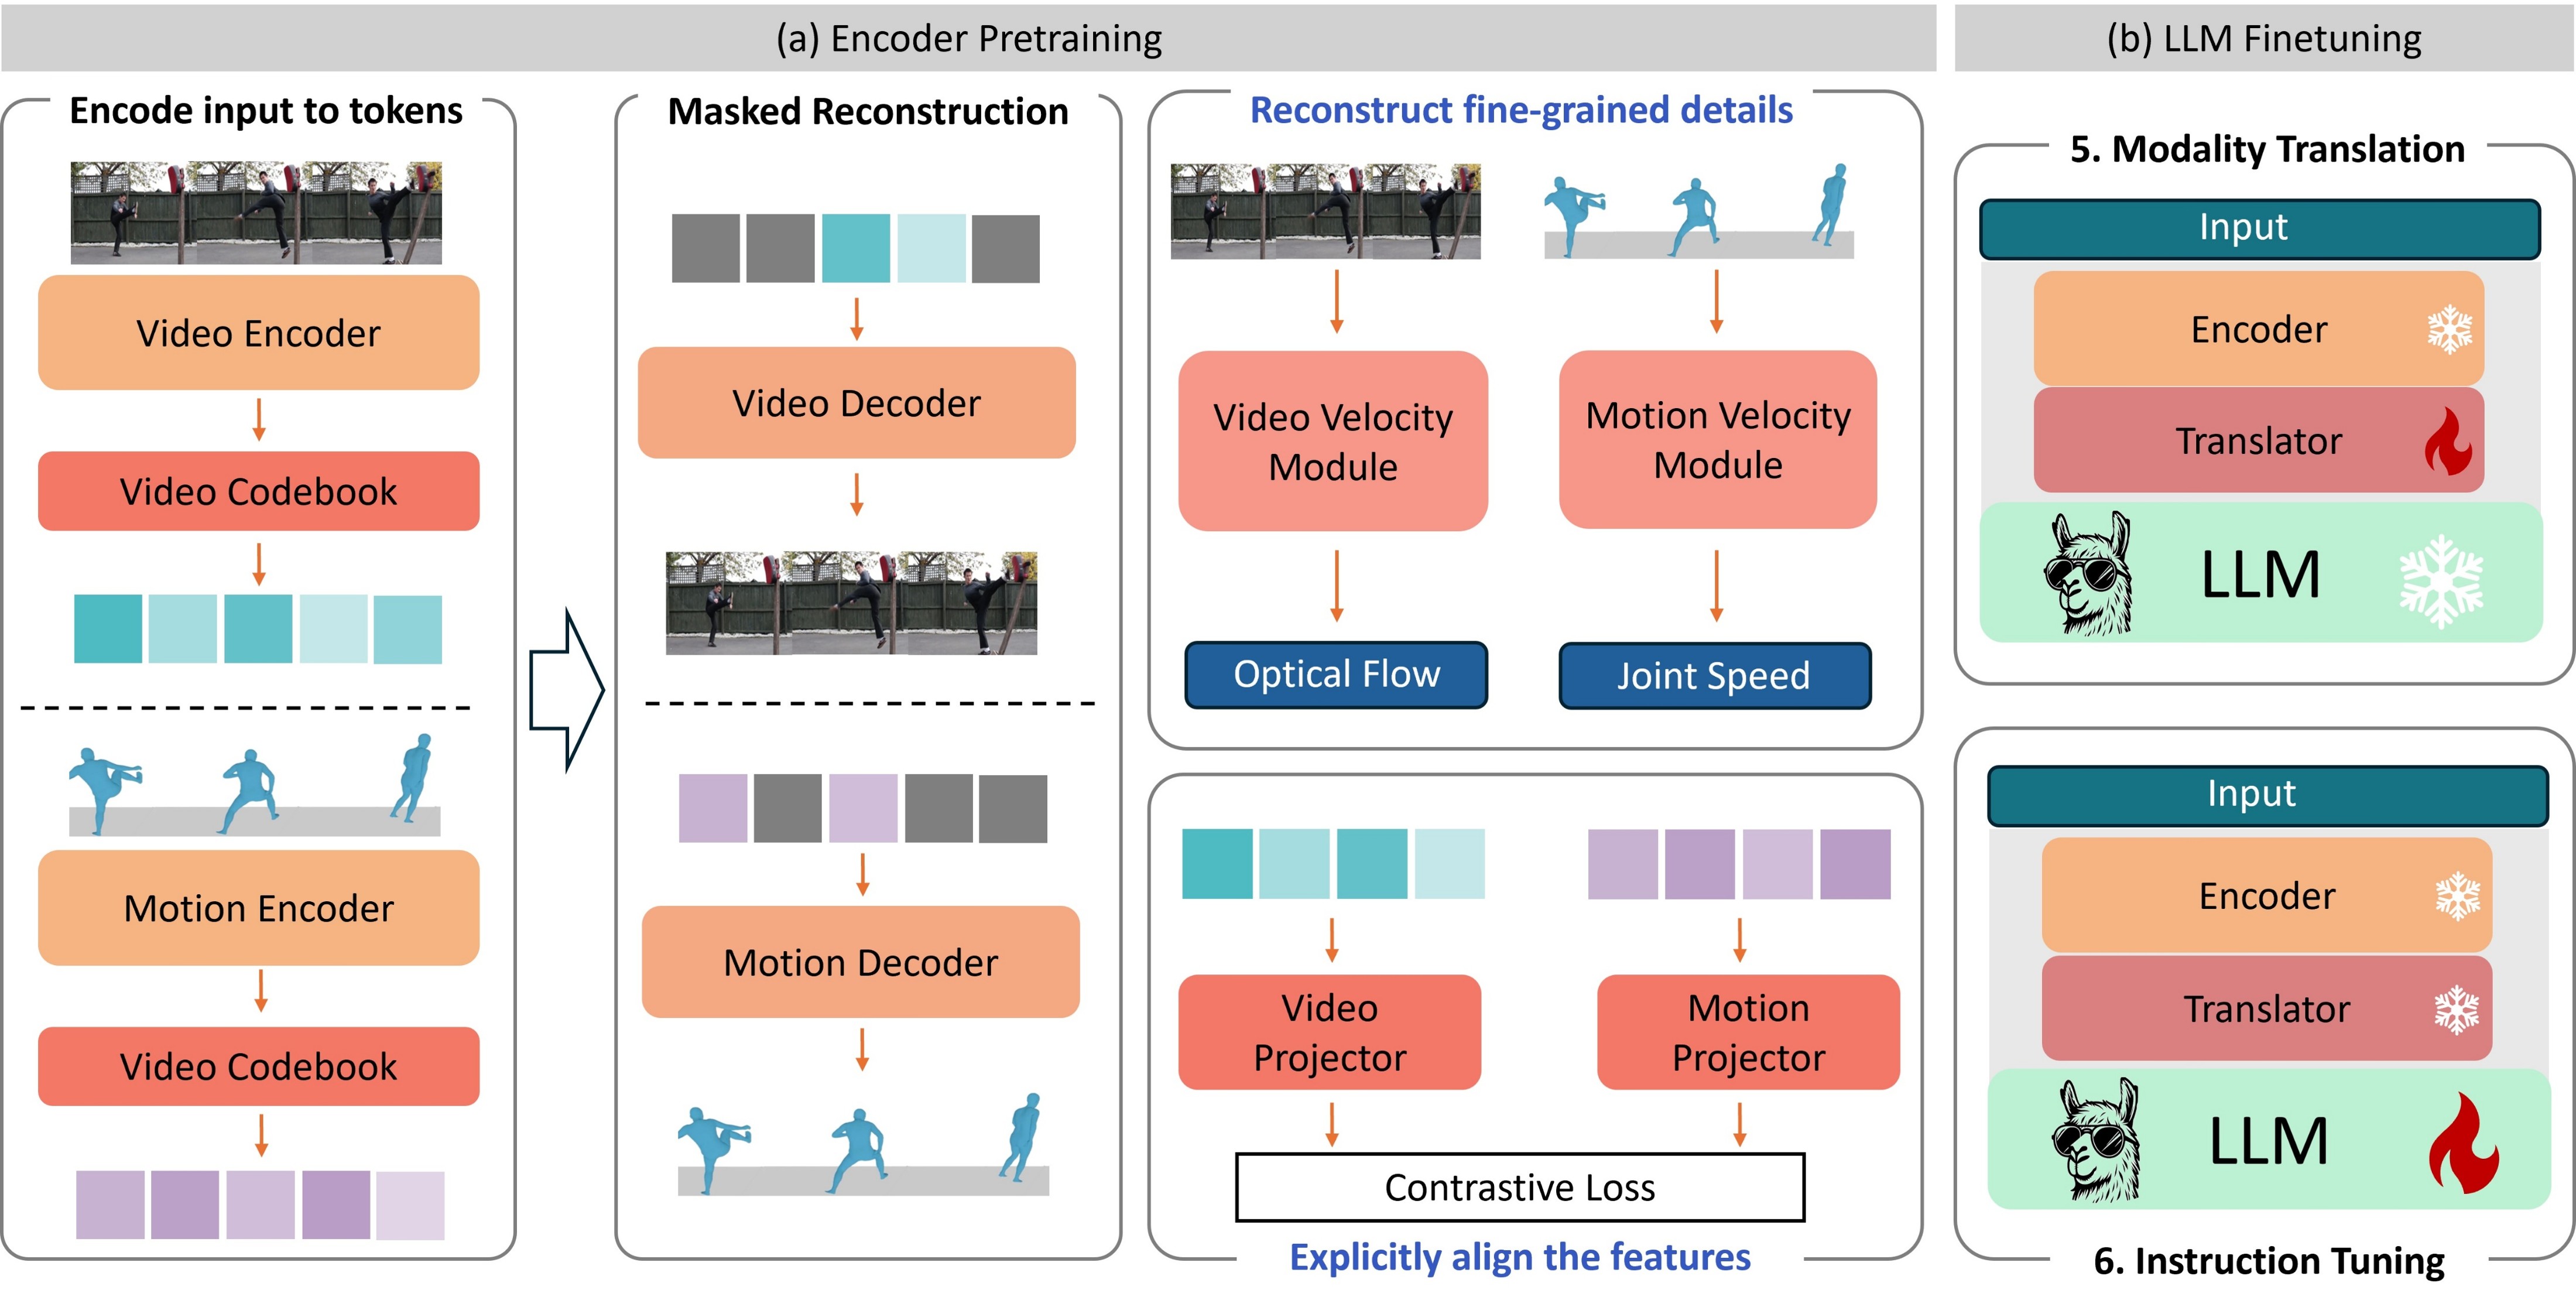 (a) Encoder Pretraining
Encode input to tokens
Video Encoder
Video Codebook
Motion Encoder
Video Codebook
Masked Reconstruction
Video Decoder
Motion Decoder
Reconstruct fine-grained details
Video Velocity
Module
Motion Velocity
Module
Optical Flow
Joint Speed
Video
Projector
Motion
Projector
Contrastive Loss
Explicitly align the features
(b) LLM Finetuning
5. Modality Translation
Input
Encoder
Translator
LLM
Input
Encoder
Translator
LLM
6. Instruction Tuning